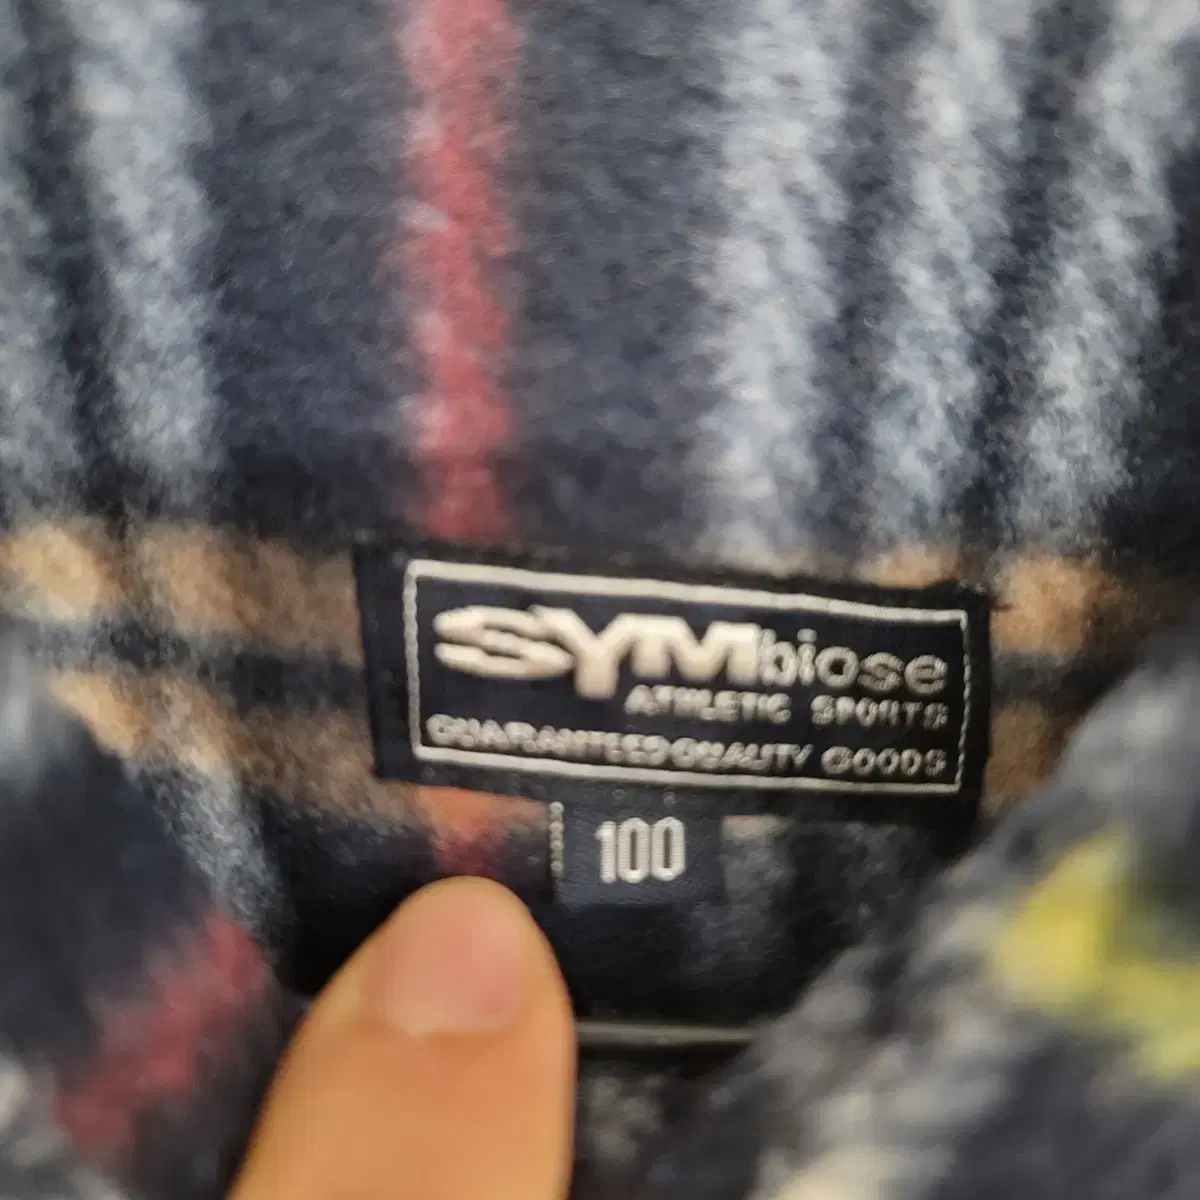 SYMbiose
ATHLETIC SPORTS
GUARANTEED QUALITY GOODS
100